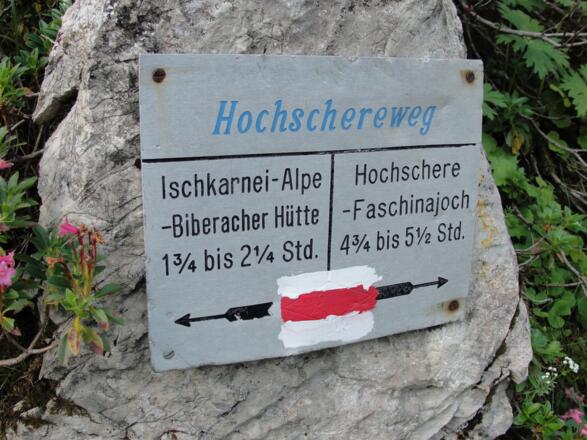 Hochschereweg
Ischkarnei-Alpe
-Biberacher Hütte
1¾ bis 2¼ Std.
Hochschere
-Faschinajoch
4¾ bis 5½ Std.